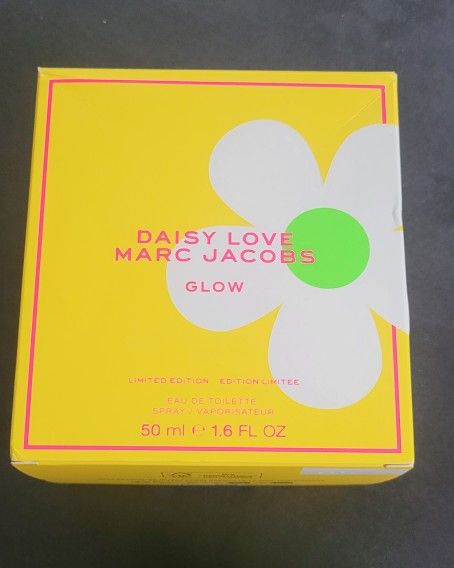 DAISY LOVE
MARC JACOBS
GLOW
LIMITED EDITION EDITION LIMITEE
EAU DE TOILETTE
SPRAY / VAPORISATEUR
50 ml ℮ 1.6 FL OZ